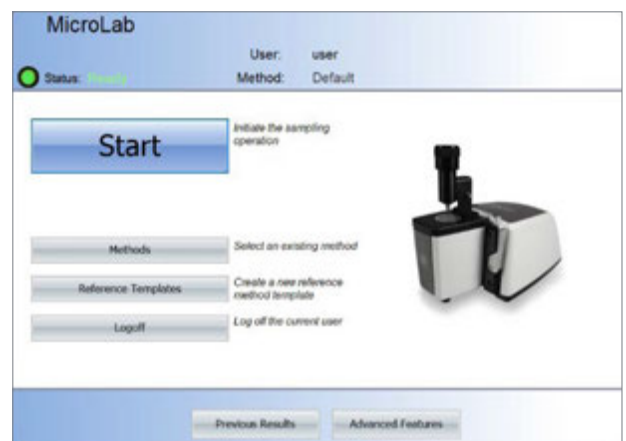 MicroLab
User: user
Status: Ready Method: Default
Start
Initiate the sampling
operation
Methods
Select an existing method
Reference Templates
Create a new reference
method template
Logoff
Log off the current user
Previous Results Advanced Features